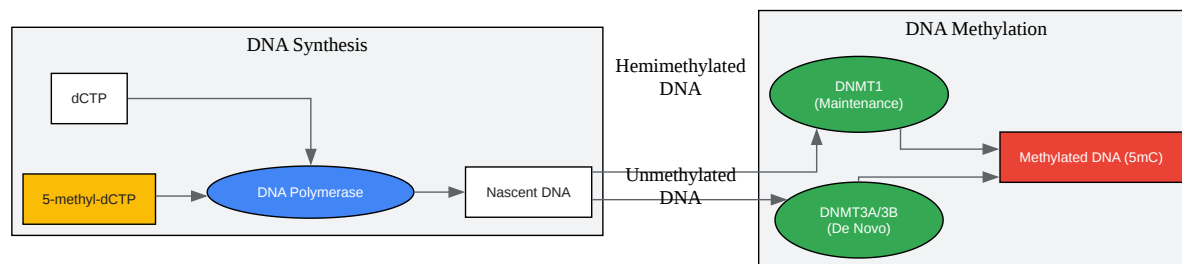 DNA Synthesis
dCTP
5-methyl-dCTP
DNA Polymerase
Nascent DNA
Hemimethylated
DNA
Unmethylated
DNA
DNA Methylation
DNMT1
(Maintenance)
DNMT3A/3B
(De Novo)
Methylated DNA (5mC)